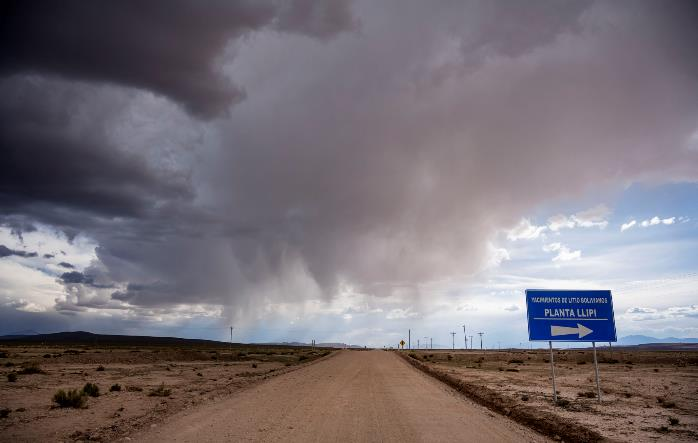 YACIMIENTOS DE LITIO BOLIVIANOS
PLANTA LLIPI